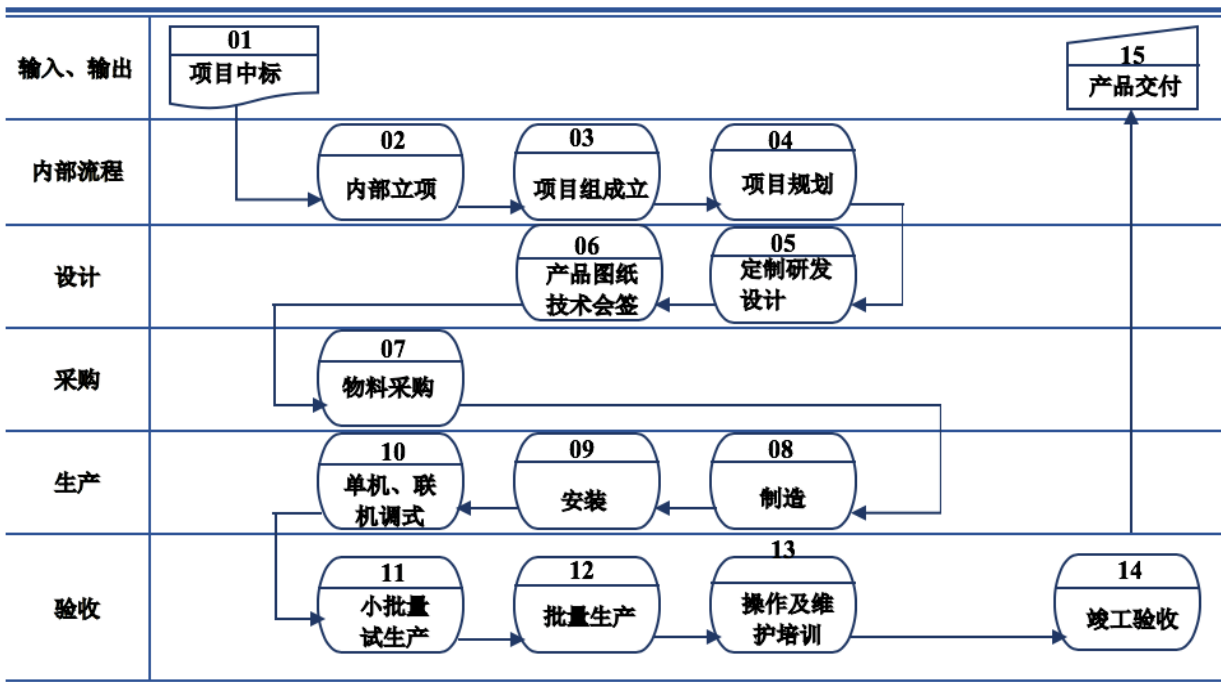 输入、输出
01
项目中标
15
产品交付
内部流程
02
内部立项
03
项目组成立
04
项目规划
设计
06
产品图纸
技术会签
05
定制研发
设计
采购
07
物料采购
生产
10
单机、联
机调式
09
安装
08
制造
验收
11
小批量
试生产
12
批量生产
13
操作及维
护培训
14
竣工验收